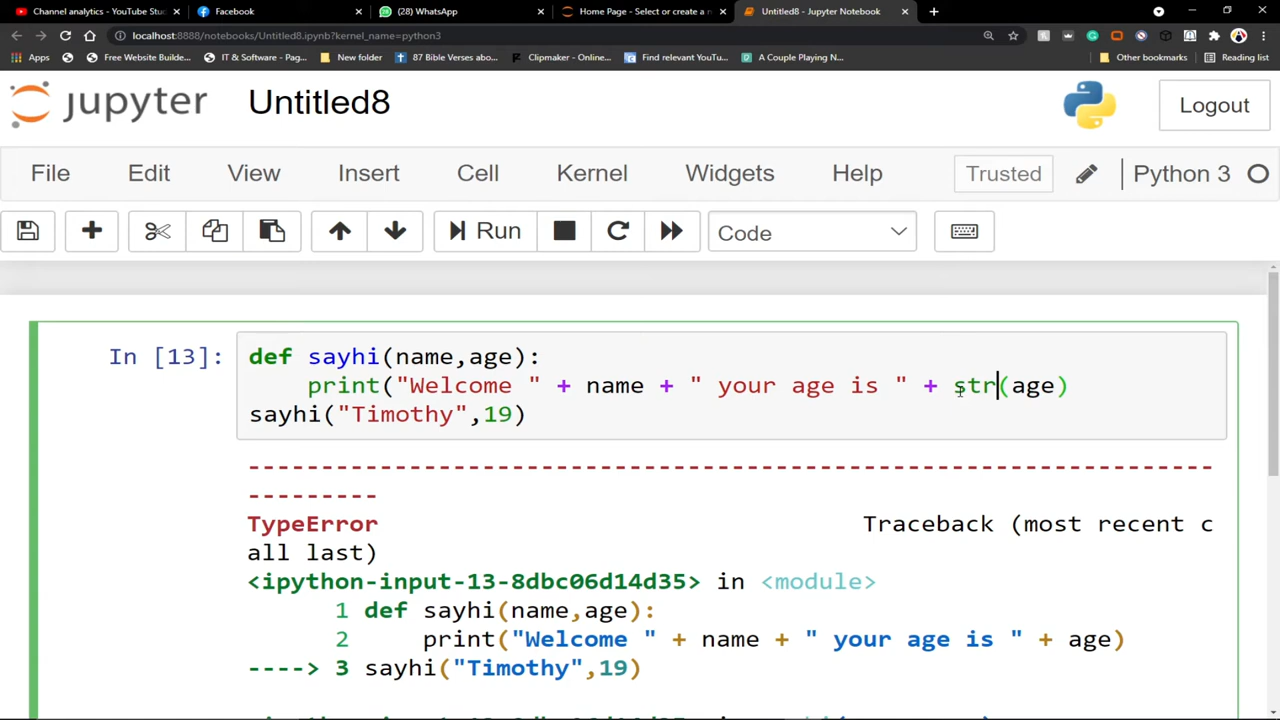 Channel analytics - YouTube Stu
Facebook
(28) WhatsApp
Home Page - Select or create a n
Untitled8 - Jupyter Notebook
localhost:8888/notebooks/Untitled8.ipynb?kernel_name=python3
Apps
Free Website Builde...
IT & Software - Pag...
New folder
87 Bible Verses abo...
Clipmaker - Online...
Find relevant YouTu...
A Couple Playing N...
Other bookmarks
Reading list
jupyter Untitled8
Logout
File Edit View Insert Cell Kernel Widgets Help Trusted Python 3
Run Code
In [13]: def sayhi(name,age):
print("Welcome " + name + " your age is " + str(age)
sayhi("Timothy",19)
---------------------------------------------------------------------------
TypeError Traceback (most recent c
all last)
<ipython-input-13-8dbc06d14d35> in <module>
1 def sayhi(name,age):
2 print("Welcome " + name + " your age is " + age)
----> 3 sayhi("Timothy",19)